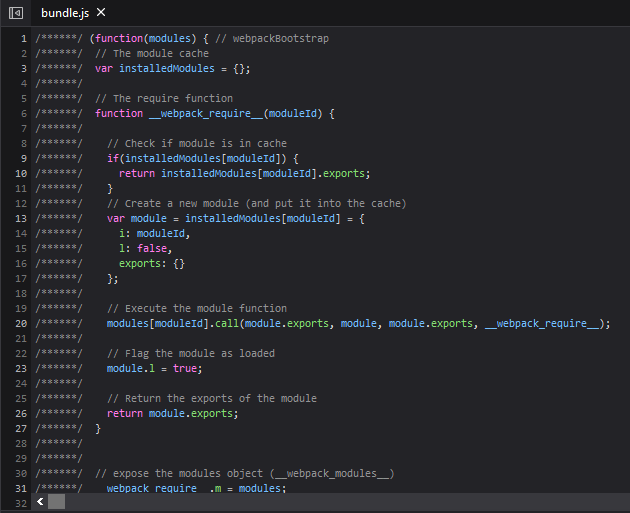 bundle.js
1 /******/ (function(modules) { // webpackBootstrap
2 /******/ 	// The module cache
3 /******/ 	var installedModules = {};
4 /******/
5 /******/ 	// The require function
6 /******/ 	function __webpack_require__(moduleId) {
7 /******/
8 /******/ 		// Check if module is in cache
9 /******/ 		if(installedModules[moduleId]) {
10 /******/ 			return installedModules[moduleId].exports;
11 /******/ 		}
12 /******/ 		// Create a new module (and put it into the cache)
13 /******/ 		var module = installedModules[moduleId] = {
14 /******/ 			i: moduleId,
15 /******/ 			l: false,
16 /******/ 			exports: {}
17 /******/ 		};
18 /******/
19 /******/ 		// Execute the module function
20 /******/ 		modules[moduleId].call(module.exports, module, module.exports, __webpack_require__);
21 /******/
22 /******/ 		// Flag the module as loaded
23 /******/ 		module.l = true;
24 /******/
25 /******/ 		// Return the exports of the module
26 /******/ 		return module.exports;
27 /******/ 	}
28 /******/
29 /******/
30 /******/ 	// expose the modules object (__webpack_modules__)
31 /******/ 	__webpack_require__.m = modules;
32